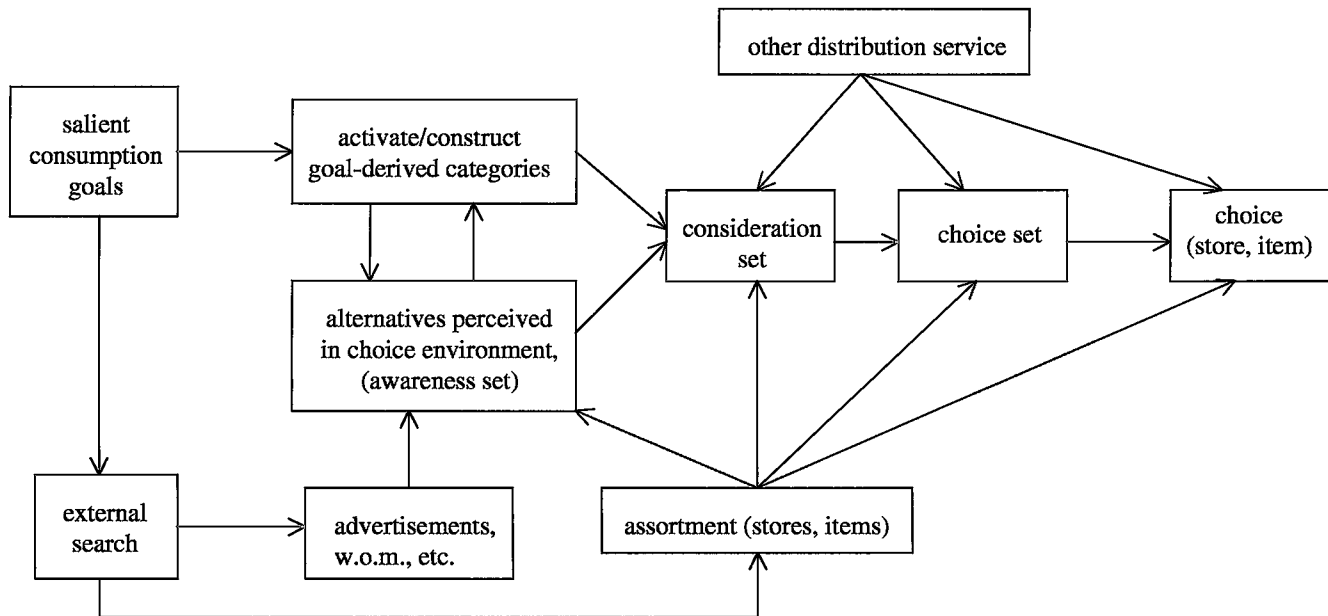 other distribution service
salient
consumption
goals
activate/construct
goal-derived categories
consideration
set
choice set
choice
(store, item)
alternatives perceived
in choice environment,
(awareness set)
external
search
advertisements,
w.o.m., etc.
assortment (stores, items)